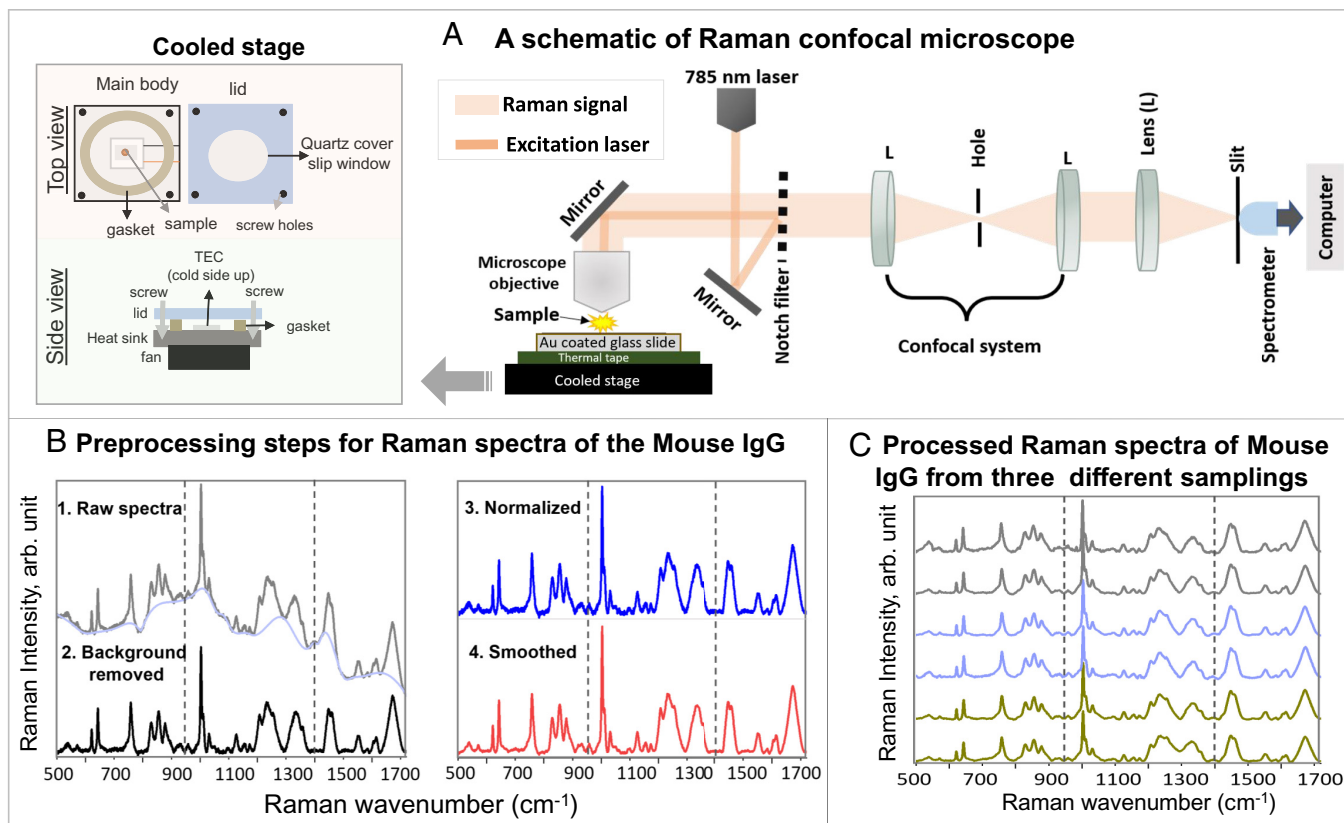 Cooled stage
Top view
Main body
lid
Quartz cover
slip window
gasket
sample
screw holes
Side view
TEC
(cold side up)
screw
screw
lid
gasket
Heat sink
fan
A A schematic of Raman confocal microscope
Raman signal
Excitation laser
785 nm laser
Mirror
Microscope
objective
Sample
Au coated glass slide
Thermal tape
Cooled stage
Mirror
Notch filter
L
Hole
L
Lens (L)
Slit
Confocal system
Spectrometer
Computer
B Preprocessing steps for Raman spectra of the Mouse IgG
Raman Intensity, arb. unit
1. Raw spectra
2. Background
removed
500 900 1100 1300 1700
3. Normalized
4. Smoothed
500 900 1100 1300 1700
Raman wavenumber (cm-1)
C Processed Raman spectra of Mouse
IgG from three different samplings
Raman Intensity, arb. unit
500 900 1100 1300 1700
Raman wavenumber (cm-1)